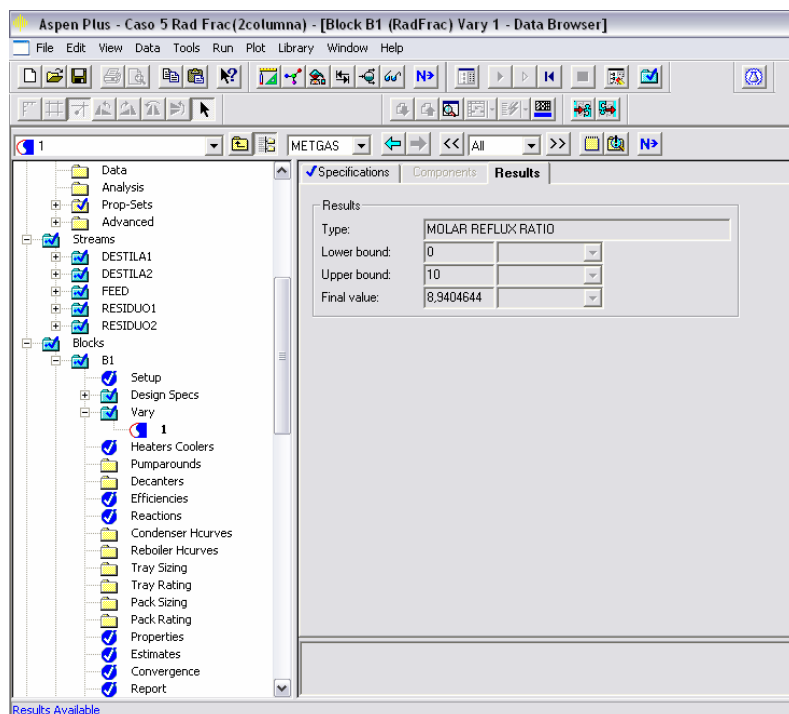 Aspen Plus - Caso 5 Rad Frac(2columna) - [Block B1 (RadFrac) Vary 1 - Data Browser]
File Edit View Data Tools Run Plot Library Window Help
N>
1 METGAS << All >> N>
Data
Analysis
Prop-Sets
Advanced
Streams
DESTILA1
DESTILA2
FEED
RESIDUO1
RESIDUO2
Blocks
B1
Setup
Design Specs
Vary
1
Heaters Coolers
Pumparounds
Decanters
Efficiencies
Reactions
Condenser Hcurves
Reboiler Hcurves
Tray Sizing
Tray Rating
Pack Sizing
Pack Rating
Properties
Estimates
Convergence
Report
Specifications Components Results
Results
Type: MOLAR REFLUX RATIO
Lower bound: 0
Upper bound: 10
Final value: 8,9404644
Results Available